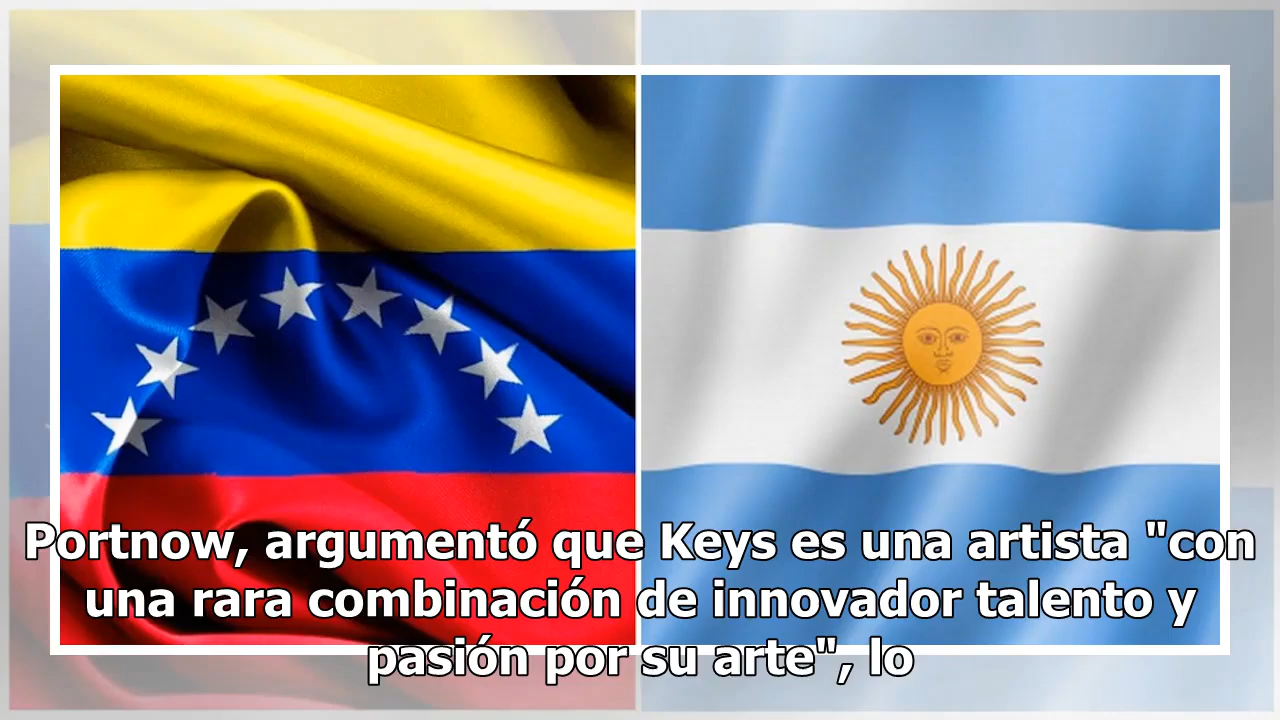 Portnow, argumentó que Keys es una artista "con
una rara combinación de innovador talento y
pasión por su arte", lo